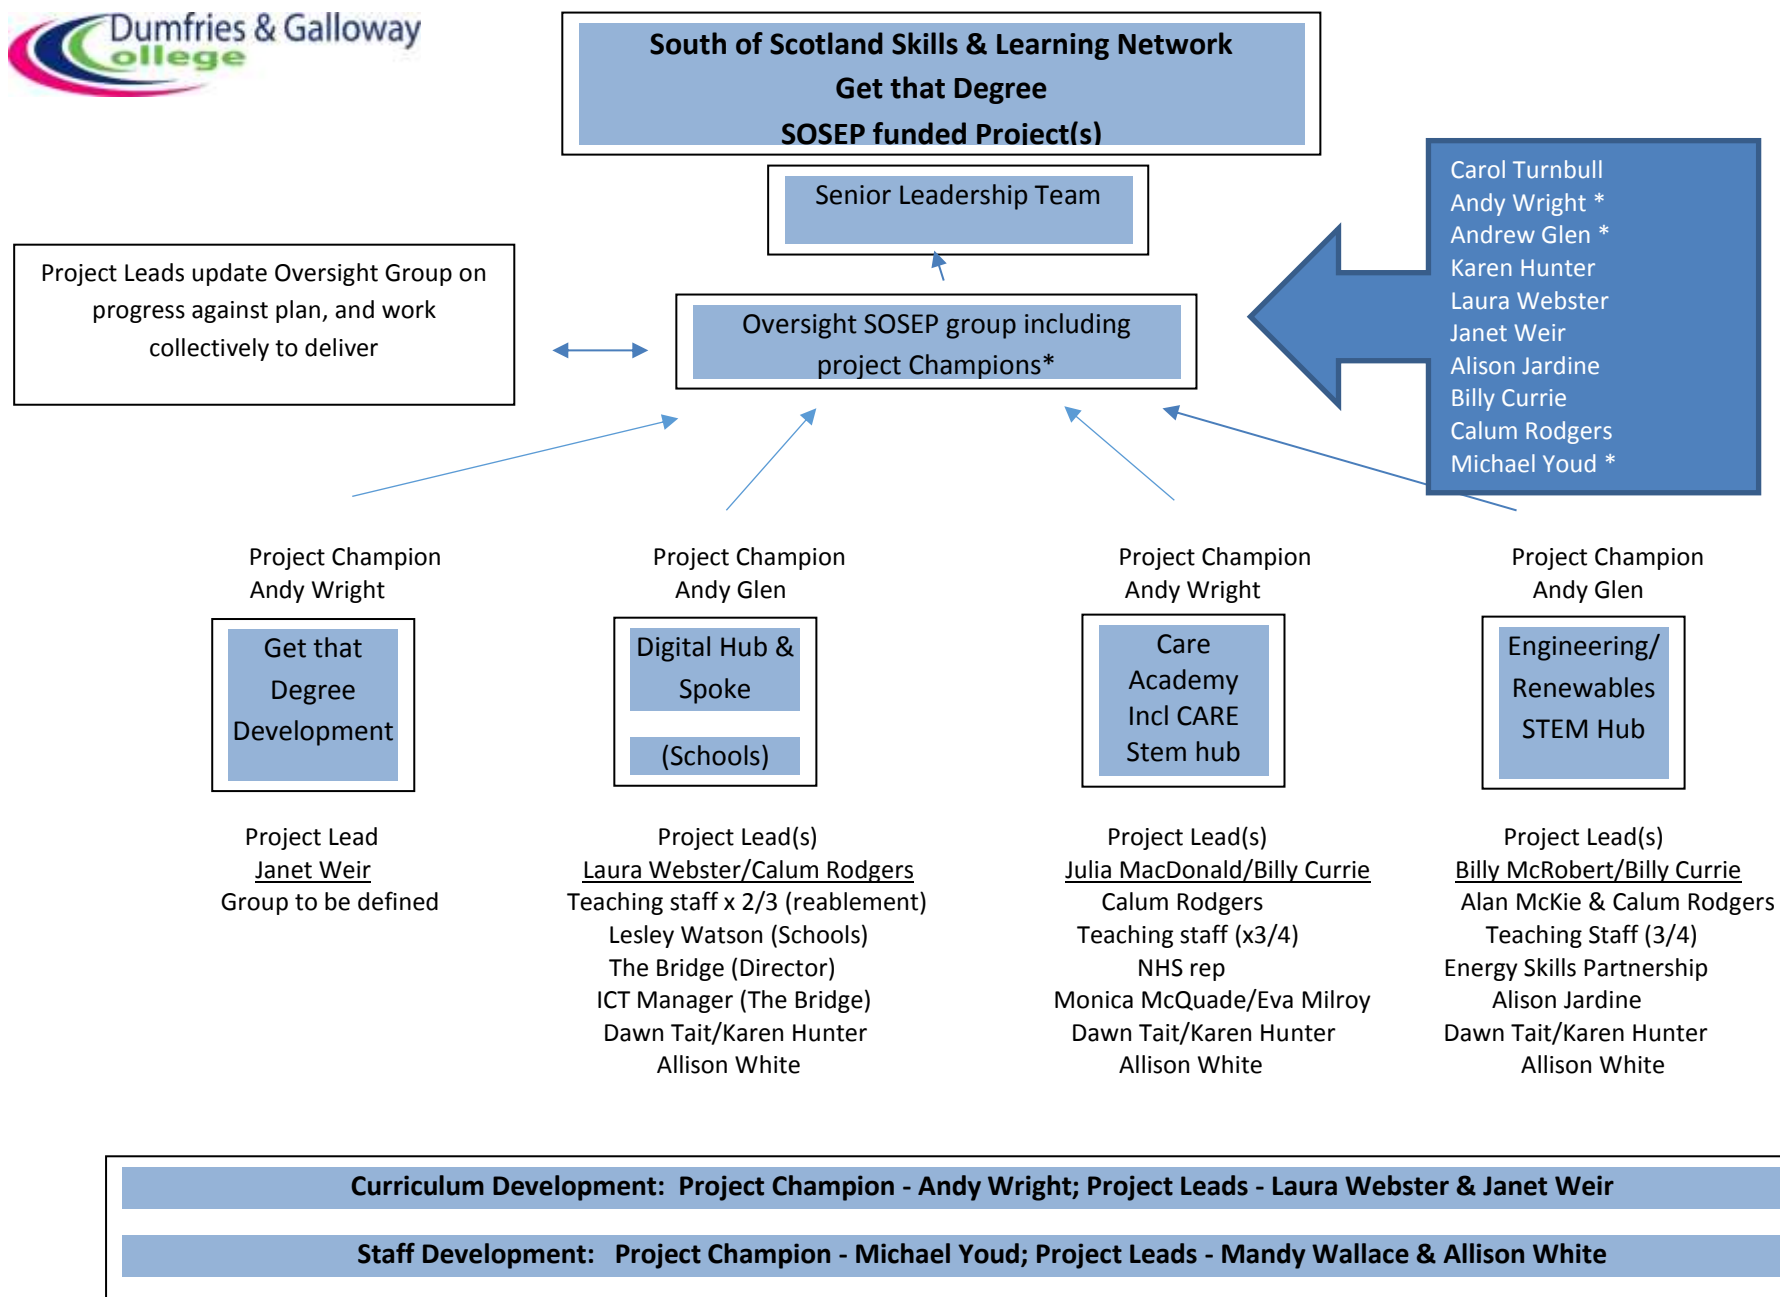 Dumfries & Galloway
College
South of Scotland Skills & Learning Network
Get that Degree
SOSEP funded Project(s)
Senior Leadership Team
Carol Turnbull
Andy Wright *
Andrew Glen *
Karen Hunter
Laura Webster
Janet Weir
Alison Jardine
Billy Currie
Calum Rodgers
Michael Youd *
Project Leads update Oversight Group on
progress against plan, and work
collectively to deliver
Oversight SOSEP group including
project Champions*
Project Champion
Andy Wright
Get that
Degree
Development
Project Lead
Janet Weir
Group to be defined
Project Champion
Andy Glen
Digital Hub &
Spoke
(Schools)
Project Lead(s)
Laura Webster/Calum Rodgers
Teaching staff x 2/3 (reablement)
Lesley Watson (Schools)
The Bridge (Director)
ICT Manager (The Bridge)
Dawn Tait/Karen Hunter
Allison White
Project Champion
Andy Wright
Care
Academy
Incl CARE
Stem hub
Project Lead(s)
Julia MacDonald/Billy Currie
Calum Rodgers
Teaching staff (x3/4)
NHS rep
Monica McQuade/Eva Milroy
Dawn Tait/Karen Hunter
Allison White
Project Champion
Andy Glen
Engineering/
Renewables
STEM Hub
Project Lead(s)
Billy McRobert/Billy Currie
Alan McKie & Calum Rodgers
Teaching Staff (3/4)
Energy Skills Partnership
Alison Jardine
Dawn Tait/Karen Hunter
Allison White
Curriculum Development: Project Champion - Andy Wright; Project Leads - Laura Webster & Janet Weir
Staff Development: Project Champion - Michael Youd; Project Leads - Mandy Wallace & Allison White